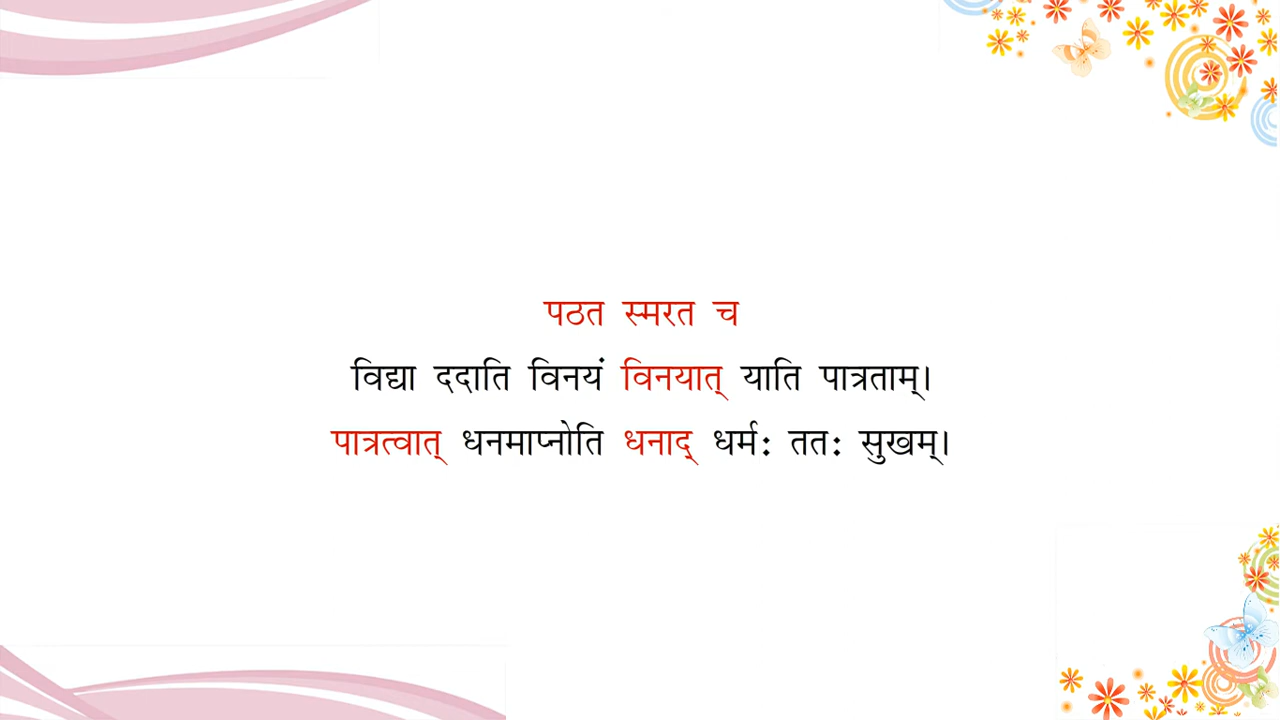 पठत स्मरत च
विद्या ददाति विनयं विनयात् याति पात्रताम्।
पात्रत्वात् धनमाप्नोति धनाद् धर्मः ततः सुखम्।